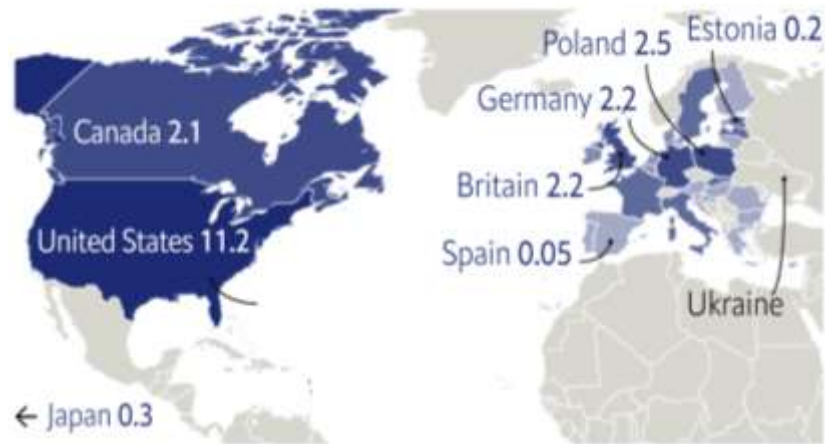 Estonia 0.2
Poland 2.5
Germany 2.2
Canada 2.1
Britain 2.2
United States 11.2
Spain 0.05
Ukraine
← Japan 0.3